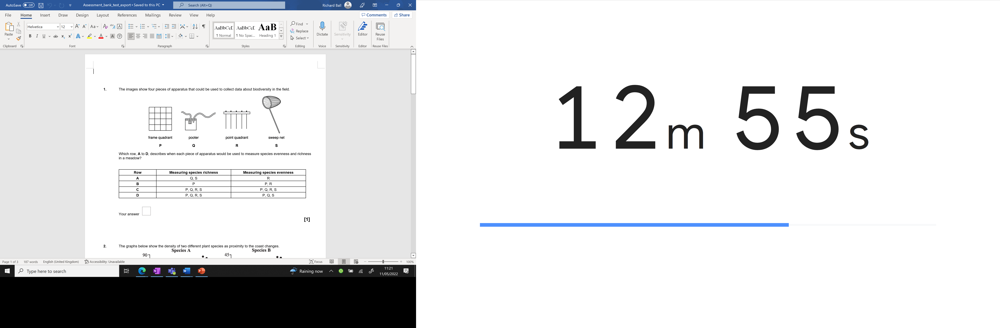 AutoSave Off Assessment_bank_test_export • Saved to this PC Search (Alt+Q) Richard Ball
File Home Insert Draw Design Layout References Mailings Review View Help Comments Share
Helvetica 12 Aa
AaBbCcI AaBbCcI AaB
Find
Replace
Select
Paste
B I U ab x2 x2 A A A
¶ Normal ¶ No Spac... Heading 1
Dictate Sensitivity Editor Reuse Files
Clipboard Font Paragraph Styles Editing Voice Sensitivity Editor Reuse Files
1. The images show four pieces of apparatus that could be used to collect data about biodiversity in the field.
frame quadrant pooter point quadrant sweep net
P Q R S
Which row, A to D, describes when each piece of apparatus would be used to measure species evenness and richness
in a meadow?
Row Measuring species richness Measuring species evenness
A Q, S R
B P P, R
C P, Q, R, S P, Q, R, S
D P, Q, R, S P, Q, S
Your answer
[1]
2. The graphs below show the density of two different plant species as proximity to the coast changes.
Species A Species B
90 45
Page 1 of 3 187 words English (United Kingdom) Accessibility: Unavailable Focus 100%
Type here to search Raining now 11:21
11/05/2022
12m 55s